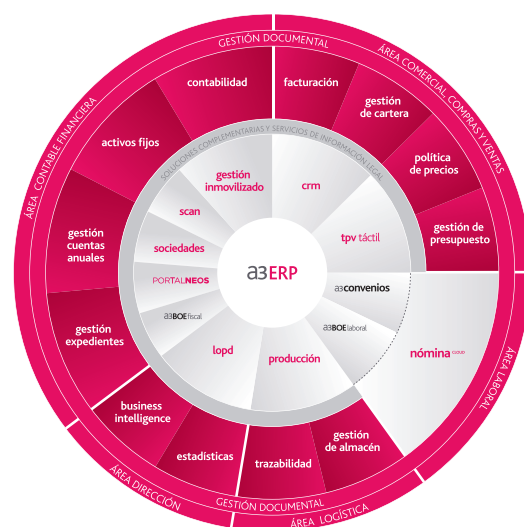 GESTIÓN DOCUMENTAL
ÁREA CONTABLE FINANCIERA
ÁREA COMERCIAL, COMPRAS Y VENTAS
contabilidad
facturación
gestión
de cartera
activos fijos
política
de precios
gestión
cuentas
anuales
gestión de
presupuesto
gestión
expedientes
SOLUCIONES COMPLEMENTARIAS Y SERVICIOS DE INFORMACIÓN LEGAL
gestión
inmovilizado
crm
scan
tpv táctil
sociedades
a3ERP
PORTALNEOS
a3convenios
a3BOEfiscal
a3BOElaboral
lopd
producción
nómina CLOUD
ÁREA LABORAL
business
intelligence
estadísticas
trazabilidad
gestión
de almacén
GESTIÓN DOCUMENTAL
ÁREA DIRECCIÓN
ÁREA LOGÍSTICA